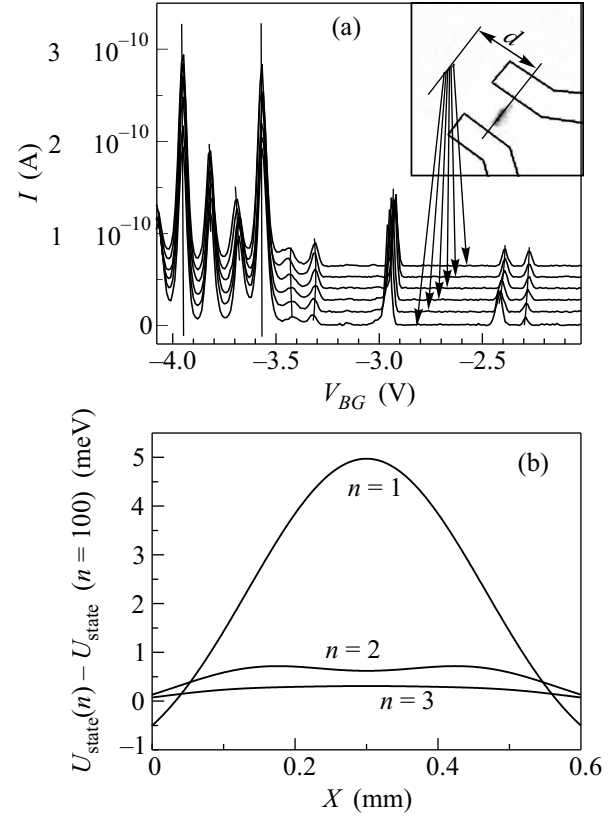 (a)
d
3 10⁻¹⁰
2 10⁻¹⁰
1 10⁻¹⁰
0
I (A)
−4.0 −3.5 −3.0 −2.5
V_BG (V)
(b)
5
4
3
2
1
0
−1
U_state(n) − U_state (n = 100) (meV)
n = 1
n = 2
n = 3
0 0.2 0.4 0.6
X (mm)